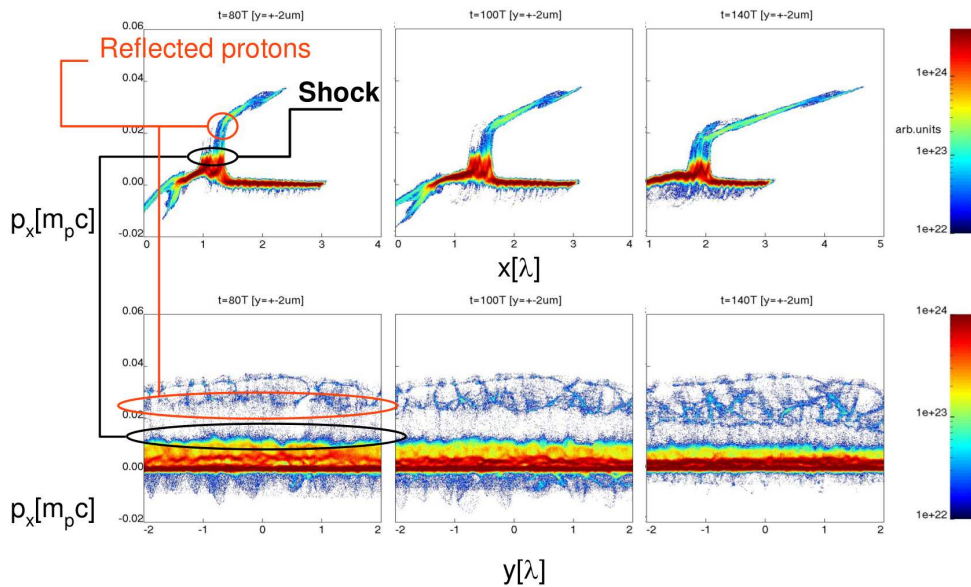 t=80T [y=+-2um]
t=100T [y=+-2um]
t=140T [y=+-2um]
0.06
Reflected protons
0.04
Shock
0.02
0.00
-0.02
p_x[m_pc]
0 1 2 3 4
0 1 2 3 4
1 2 3 4 5
x[λ]
1e+24
arb.units
1e+23
1e+22
t=80T [y=+-2um]
t=100T [y=+-2um]
t=140T [y=+-2um]
0.06
0.04
0.02
0.00
-0.02
p_x[m_pc]
-2 -1 0 1 2
-2 -1 0 1 2
-2 -1 0 1 2
y[λ]
1e+24
1e+23
1e+22